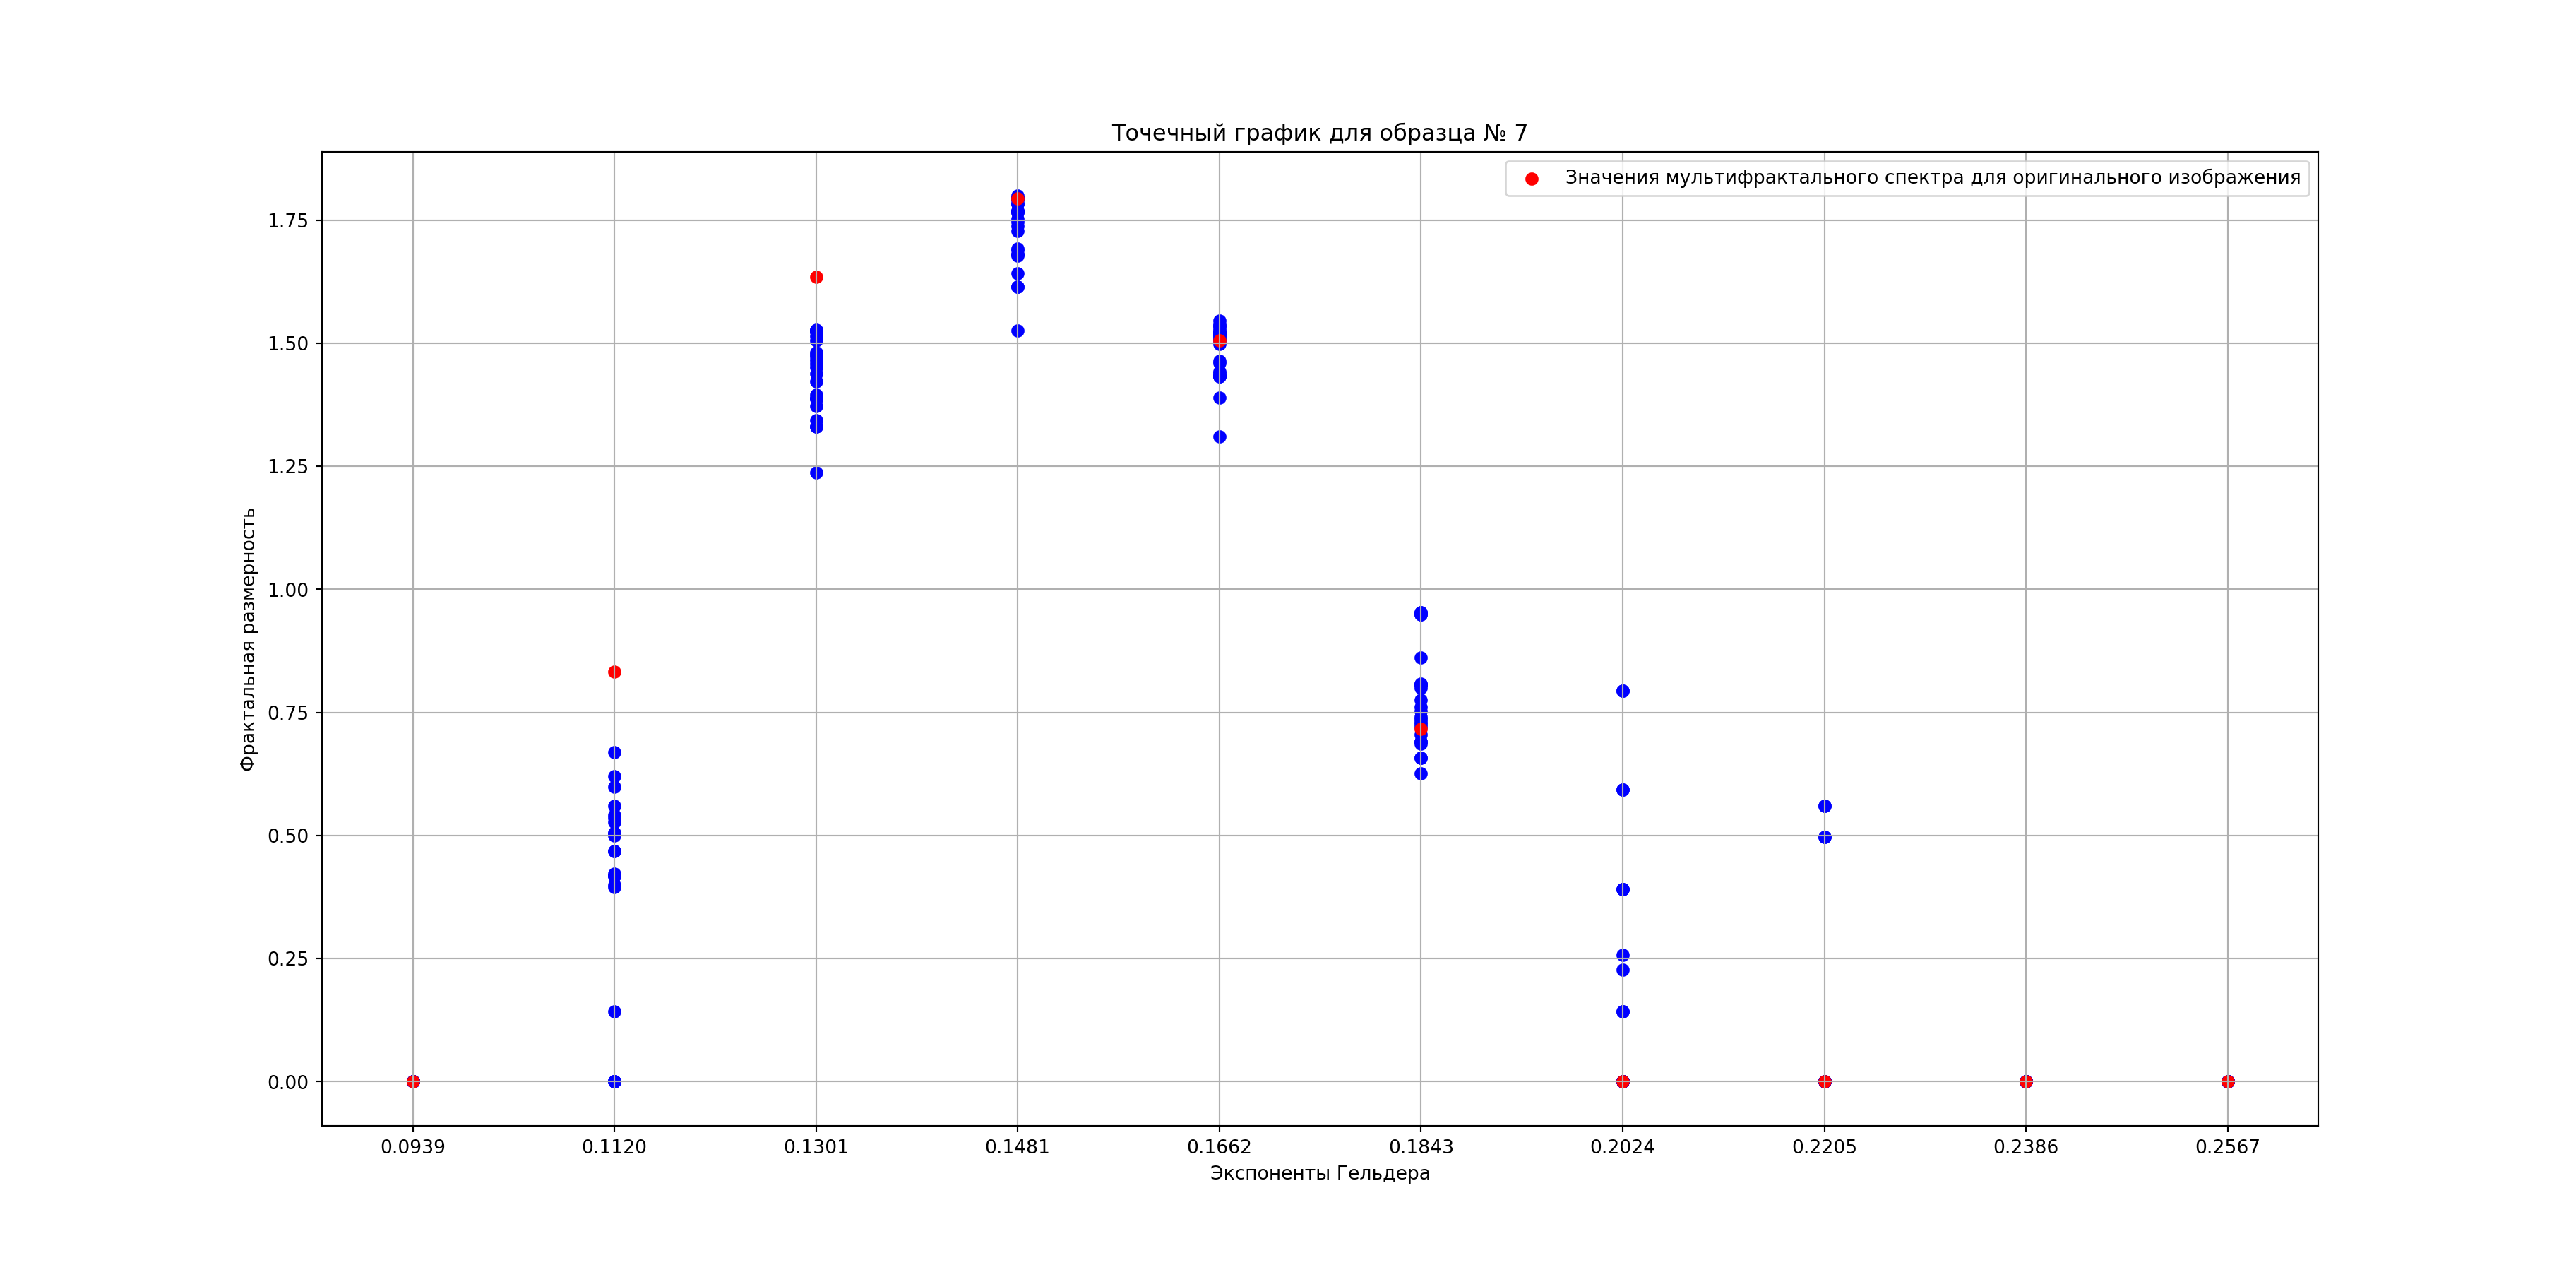 Точечный график для образца № 7
Значения мультифрактального спектра для оригинального изображения
Фрактальная размерность
1.75
1.50
1.25
1.00
0.75
0.50
0.25
0.00
0.0939 0.1120 0.1301 0.1481 0.1662 0.1843 0.2024 0.2205 0.2386 0.2567
Экспоненты Гельдера